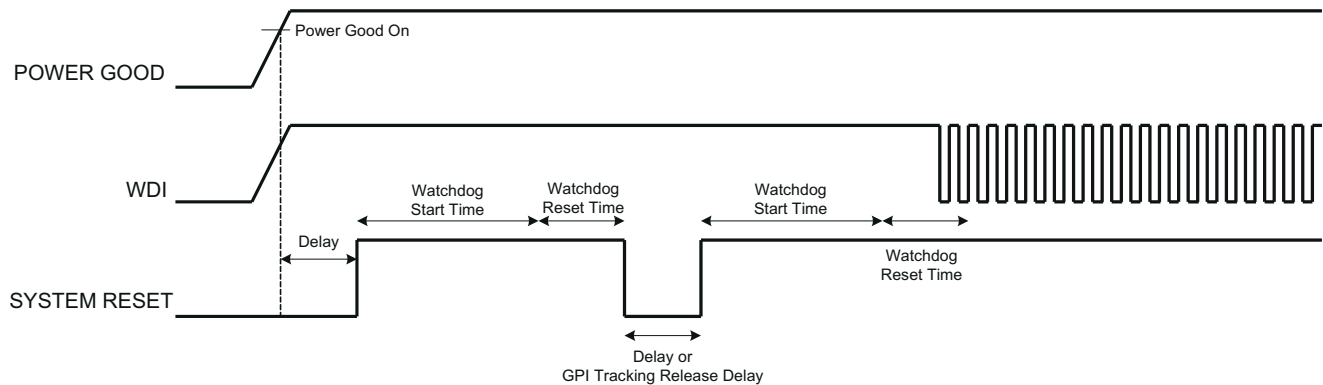 Power Good On
POWER GOOD
WDI
Watchdog
Start Time
Watchdog
Reset Time
Watchdog
Start Time
Delay
Watchdog
Reset Time
SYSTEM RESET
Delay or
GPI Tracking Release Delay